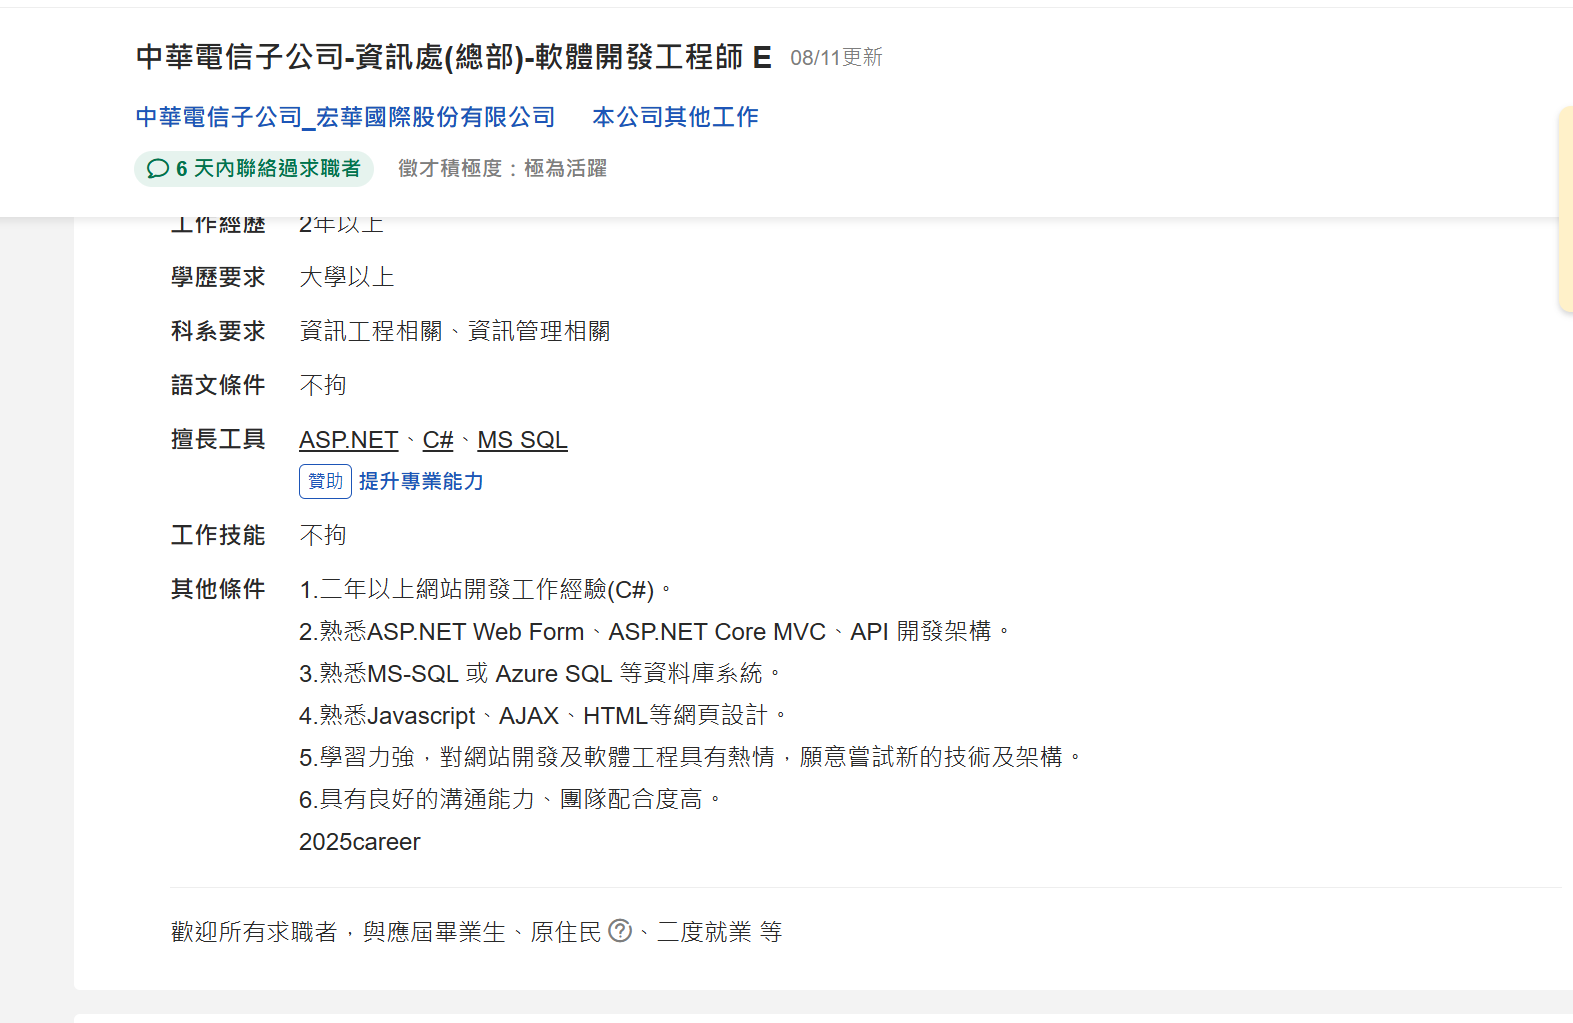 中華電信子公司-資訊處(總部)-軟體開發工程師 E 08/11更新
中華電信子公司_宏華國際股份有限公司 本公司其他工作
6 天內聯絡過求職者 徵才積極度：極為活躍
工作經歷 2年以上
學歷要求 大學以上
科系要求 資訊工程相關、資訊管理相關
語文條件 不拘
擅長工具 ASP.NET、C#、MS SQL
贊助 提升專業能力
工作技能 不拘
其他條件 1.二年以上網站開發工作經驗(C#)。
2.熟悉ASP.NET Web Form、ASP.NET Core MVC、API 開發架構。
3.熟悉MS-SQL 或 Azure SQL 等資料庫系統。
4.熟悉Javascript、AJAX、HTML等網頁設計。
5.學習力強，對網站開發及軟體工程具有熱情，願意嘗試新的技術及架構。
6.具有良好的溝通能力、團隊配合度高。
2025career
歡迎所有求職者，與應屆畢業生、原住民?、二度就業 等